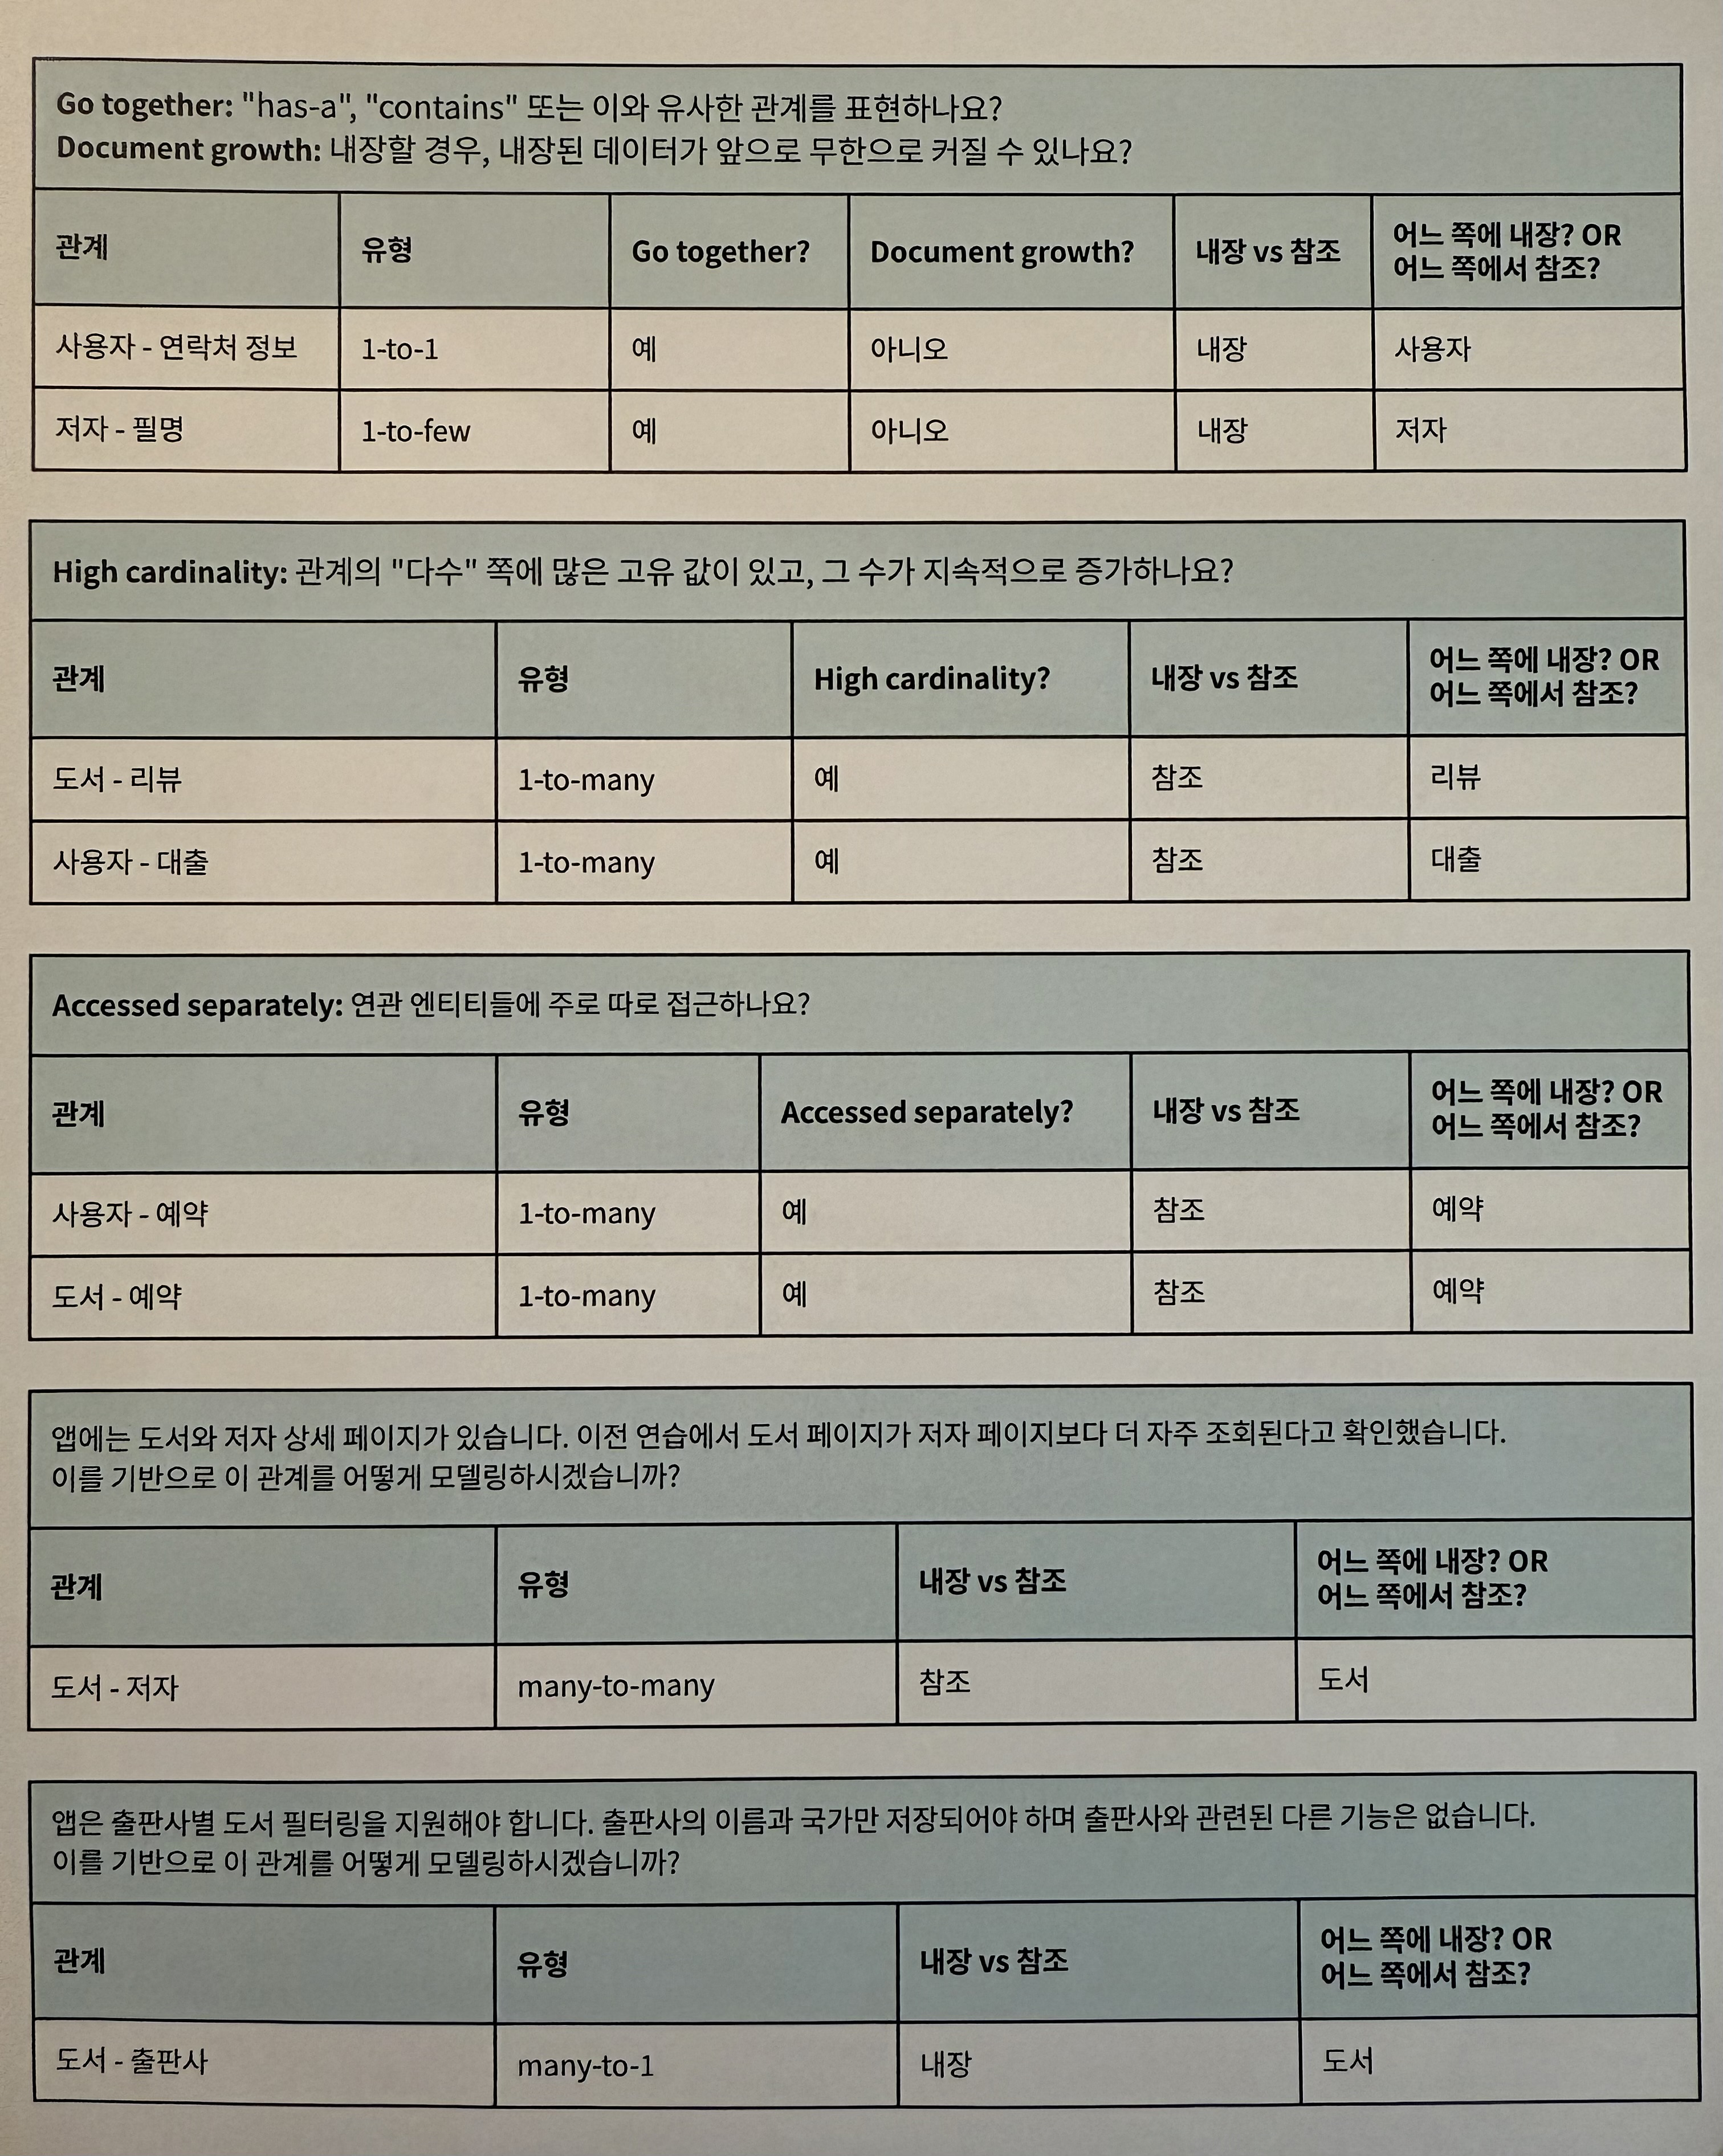 Go together: "has-a", "contains" 또는 이와 유사한 관계를 표현하나요?
Document growth: 내장할 경우, 내장된 데이터가 앞으로 무한으로 커질 수 있나요?
관계 유형 Go together? Document growth? 내장 vs 참조 어느 쪽에 내장? OR
어느 쪽에서 참조?
사용자 - 연락처 정보 1-to-1 예 아니오 내장 사용자
저자 - 필명 1-to-few 예 아니오 내장 저자
High cardinality: 관계의 "다수" 쪽에 많은 고유 값이 있고, 그 수가 지속적으로 증가하나요?
관계 유형 High cardinality? 내장 vs 참조 어느 쪽에 내장? OR
어느 쪽에서 참조?
도서 - 리뷰 1-to-many 예 참조 리뷰
사용자 - 대출 1-to-many 예 참조 대출
Accessed separately: 연관 엔티티들에 주로 따로 접근하나요?
관계 유형 Accessed separately? 내장 vs 참조 어느 쪽에 내장? OR
어느 쪽에서 참조?
사용자 - 예약 1-to-many 예 참조 예약
도서 - 예약 1-to-many 예 참조 예약
앱에는 도서와 저자 상세 페이지가 있습니다. 이전 연습에서 도서 페이지가 저자 페이지보다 더 자주 조회된다고 확인했습니다.
이를 기반으로 이 관계를 어떻게 모델링하시겠습니까?
관계 유형 내장 vs 참조 어느 쪽에 내장? OR
어느 쪽에서 참조?
도서 - 저자 many-to-many 참조 도서
앱은 출판사별 도서 필터링을 지원해야 합니다. 출판사의 이름과 국가만 저장되어야 하며 출판사와 관련된 다른 기능은 없습니다.
이를 기반으로 이 관계를 어떻게 모델링하시겠습니까?
관계 유형 내장 vs 참조 어느 쪽에 내장? OR
어느 쪽에서 참조?
도서 - 출판사 many-to-1 내장 도서